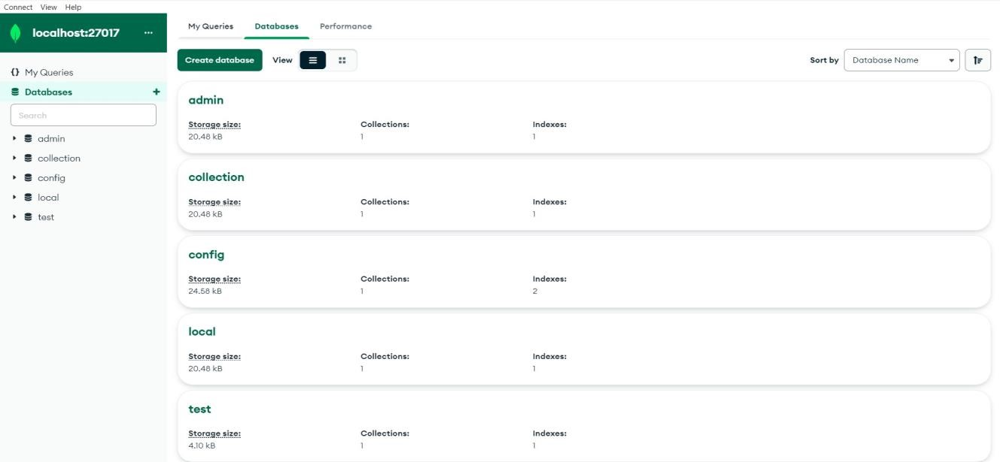 Connect View Help
localhost:27017 ...
My Queries
Databases
Search
admin
collection
config
local
test
My Queries Databases Performance
Create database View Sort by Database Name
admin
Storage size: Collections: Indexes:
20.48 kB 1 1
collection
Storage size: Collections: Indexes:
20.48 kB 1 1
config
Storage size: Collections: Indexes:
24.58 kB 1 2
local
Storage size: Collections: Indexes:
20.48 kB 1 1
test
Storage size: Collections: Indexes:
4.10 kB 1 1